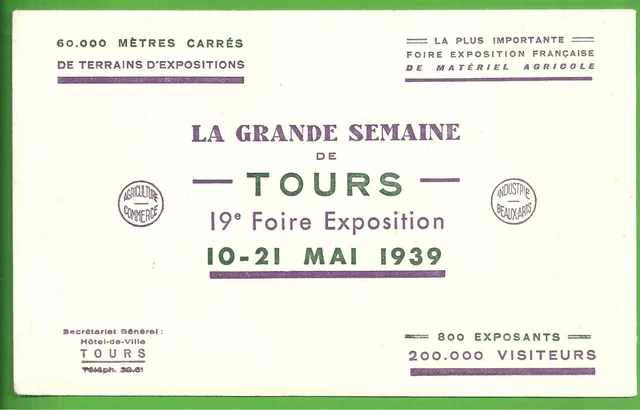 60.000 MÈTRES CARRÉS
DE TERRAINS D'EXPOSITIONS
LA PLUS IMPORTANTE
FOIRE EXPOSITION FRANÇAISE
DE MATÉRIEL AGRICOLE
LA GRANDE SEMAINE
DE
TOURS
19e Foire Exposition
10-21 MAI 1939
AGRICULTURE
COMMERCE
INDUSTRIE
BEAUX-ARTS
Secrétariat Général :
Hôtel-de-Ville
TOURS
Téléph. 39-61
800 EXPOSANTS
200.000 VISITEURS